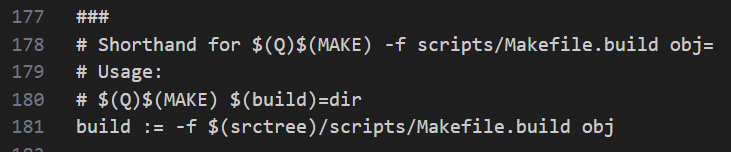 177 ###
178 # Shorthand for $(Q)$(MAKE) -f scripts/Makefile.build obj=
179 # Usage:
180 # $(Q)$(MAKE) $(build)=dir
181 build := -f $(srctree)/scripts/Makefile.build obj